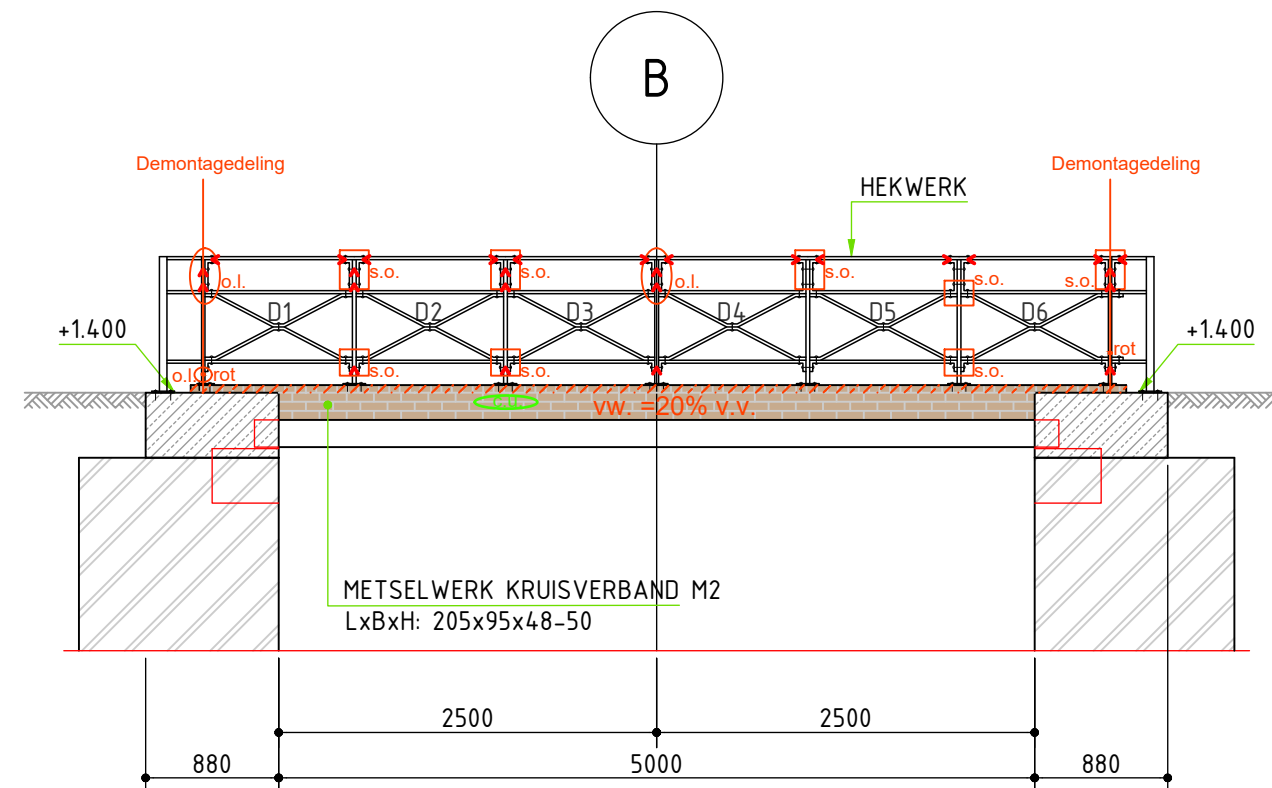 B
Demontagedeling
Demontagedeling
HEKWERK
o.l.
s.o.
s.o.
o.l.
s.o.
s.o.
s.o.
D1
D2
D3
D4
D5
D6
+1.400
+1.400
rot
o.l.
rot
s.o.
s.o.
s.o.
vw. =20% v.v.
METSELWERK KRUISVERBAND M2
LxBxH: 205x95x48-50
2500
2500
880
5000
880